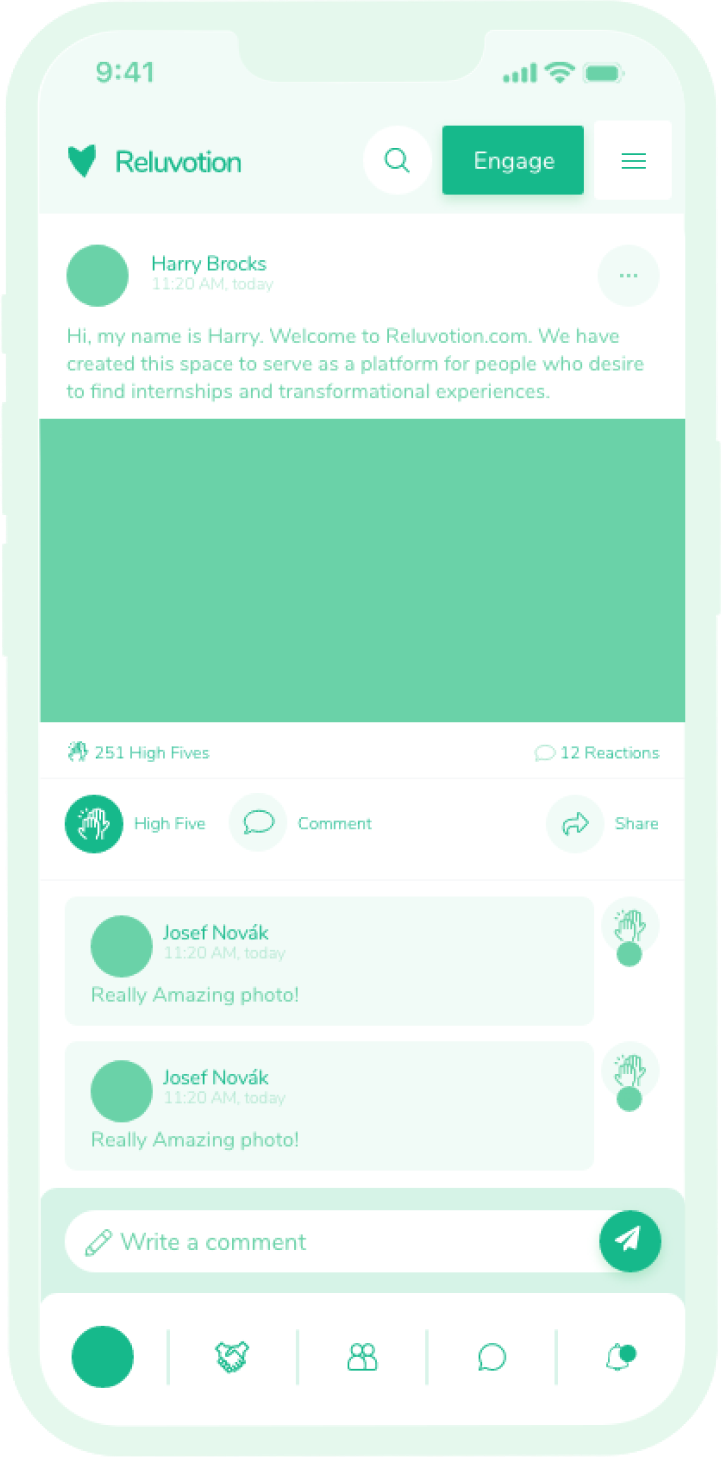 9:41
Reluvotion
Engage
Harry Brocks
11:20 AM, today
Hi, my name is Harry. Welcome to Reluvotion.com. We have
created this space to serve as a platform for people who desire
to find internships and transformational experiences.
251 High Fives
12 Reactions
High Five
Comment
Share
Josef Novák
11:20 AM, today
Really Amazing photo!
Josef Novák
11:20 AM, today
Really Amazing photo!
Write a comment